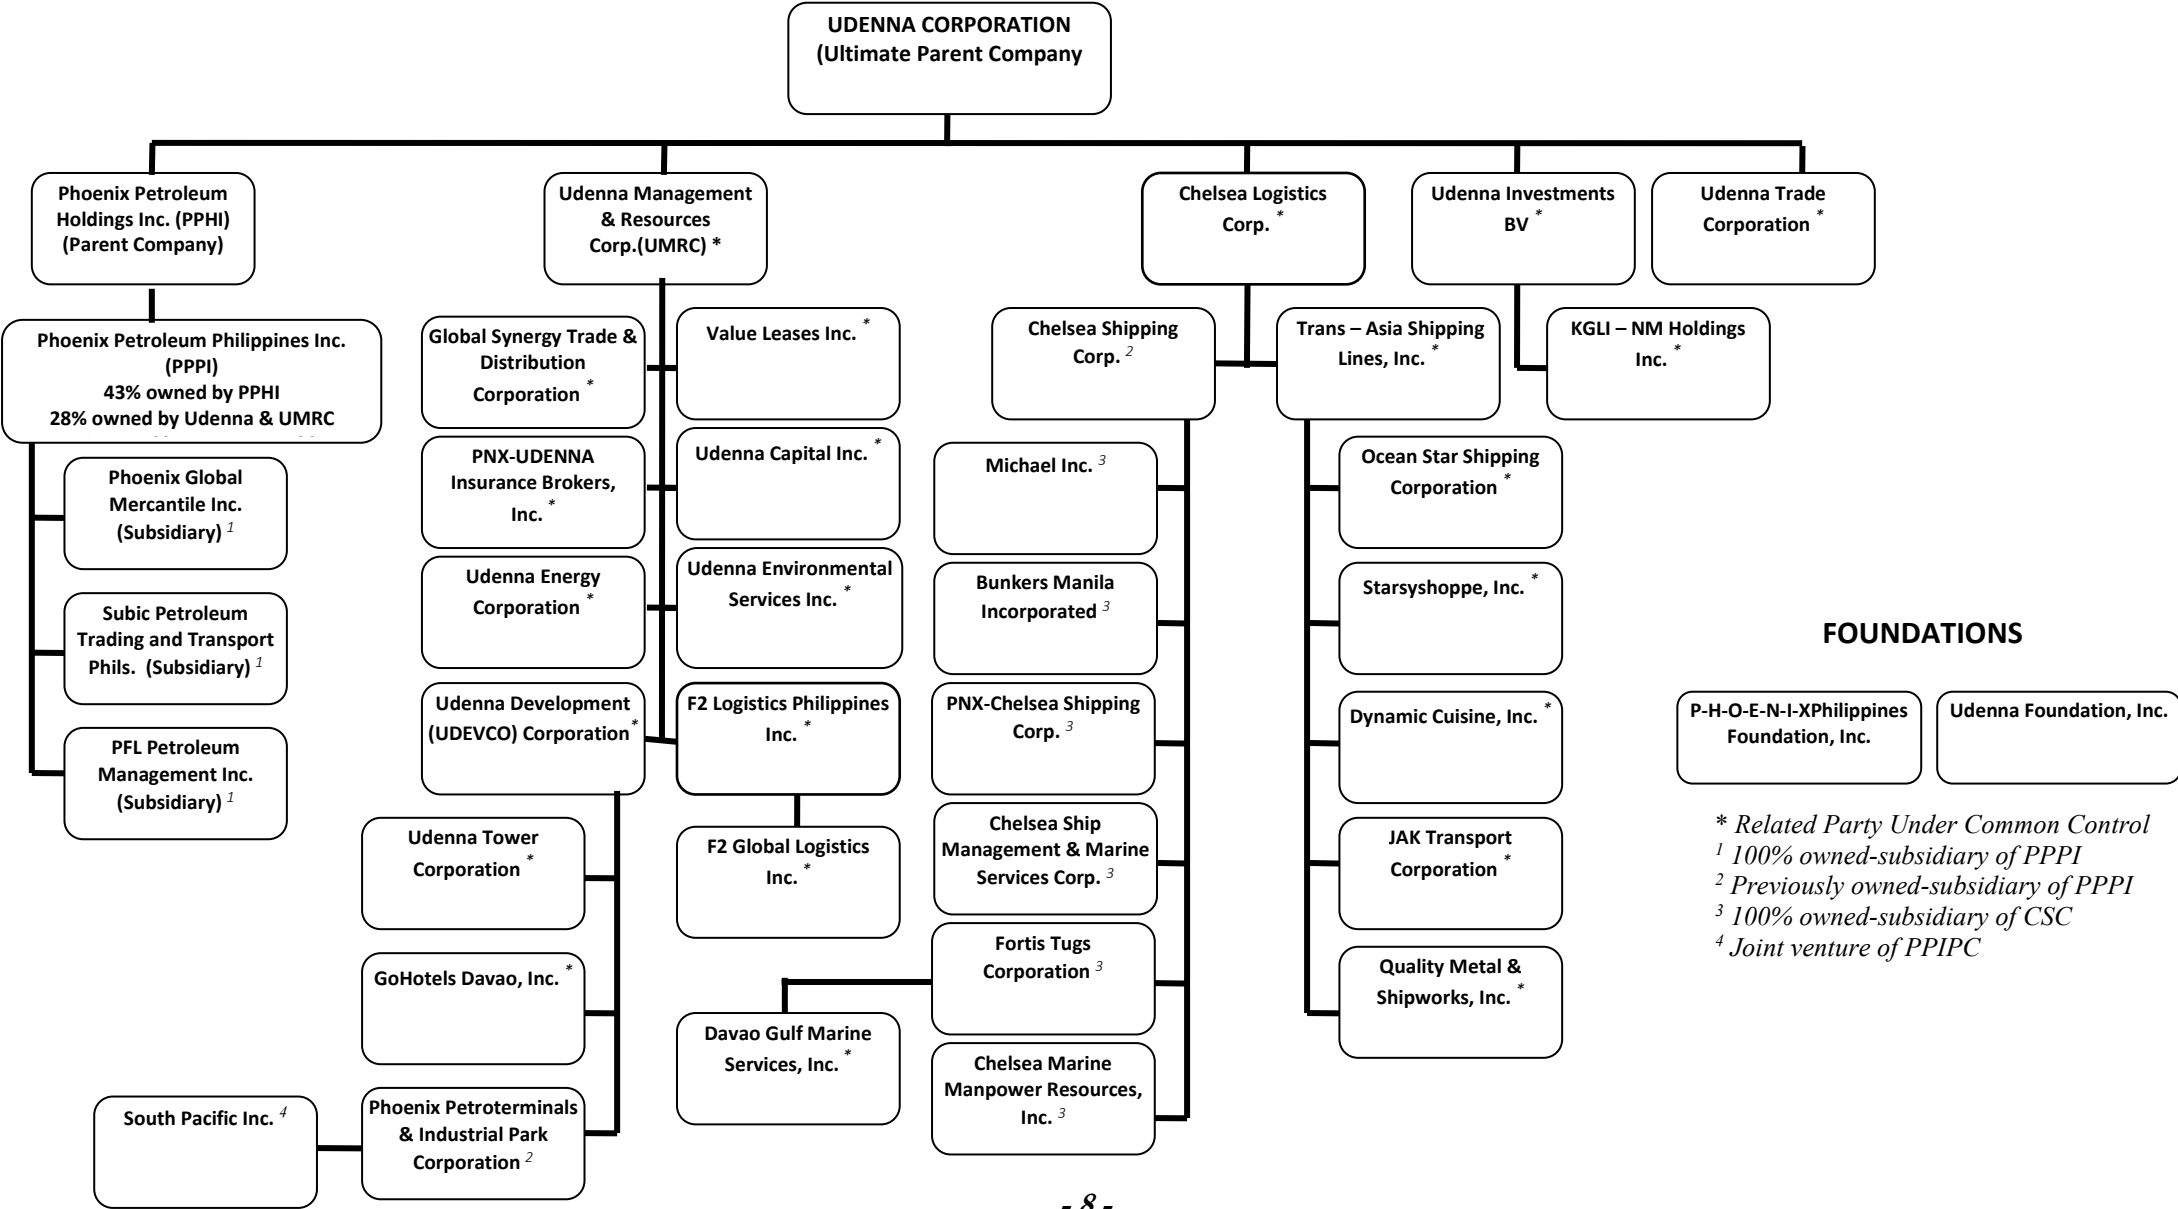 UDENNA CORPORATION
(Ultimate Parent Company
Phoenix Petroleum
Holdings Inc. (PPHI)
(Parent Company)
Udenna Management
& Resources
Corp.(UMRC) *
Chelsea Logistics
Corp. *
Udenna Investments
BV *
Udenna Trade
Corporation *
Phoenix Petroleum Philippines Inc.
(PPPI)
43% owned by PPHI
28% owned by Udenna & UMRC
Phoenix Global
Mercantile Inc.
(Subsidiary) 1
Subic Petroleum
Trading and Transport
Phils. (Subsidiary) 1
PFL Petroleum
Management Inc.
(Subsidiary) 1
Global Synergy Trade &
Distribution
Corporation *
Value Leases Inc. *
PNX-UDENNA
Insurance Brokers,
Inc. *
Udenna Capital Inc. *
Udenna Energy
Corporation *
Udenna Environmental
Services Inc. *
Udenna Development
(UDEVCO) Corporation *
F2 Logistics Philippines
Inc. *
Udenna Tower
Corporation *
F2 Global Logistics
Inc. *
GoHotels Davao, Inc. *
Phoenix Petroterminals
& Industrial Park
Corporation 2
South Pacific Inc. 4
Chelsea Shipping
Corp. 2
Trans – Asia Shipping
Lines, Inc. *
KGLI – NM Holdings
Inc. *
Michael Inc. 3
Bunkers Manila
Incorporated 3
PNX-Chelsea Shipping
Corp. 3
Chelsea Ship
Management & Marine
Services Corp. 3
Fortis Tugs
Corporation 3
Davao Gulf Marine
Services, Inc. *
Chelsea Marine
Manpower Resources,
Inc. 3
Ocean Star Shipping
Corporation *
Starsyshoppe, Inc. *
Dynamic Cuisine, Inc. *
JAK Transport
Corporation *
Quality Metal &
Shipworks, Inc. *
FOUNDATIONS
P-H-O-E-N-I-XPhilippines
Foundation, Inc.
Udenna Foundation, Inc.
* Related Party Under Common Control
1 100% owned-subsidiary of PPPI
2 Previously owned-subsidiary of PPPI
3 100% owned-subsidiary of CSC
4 Joint venture of PPIPC
- 8 -